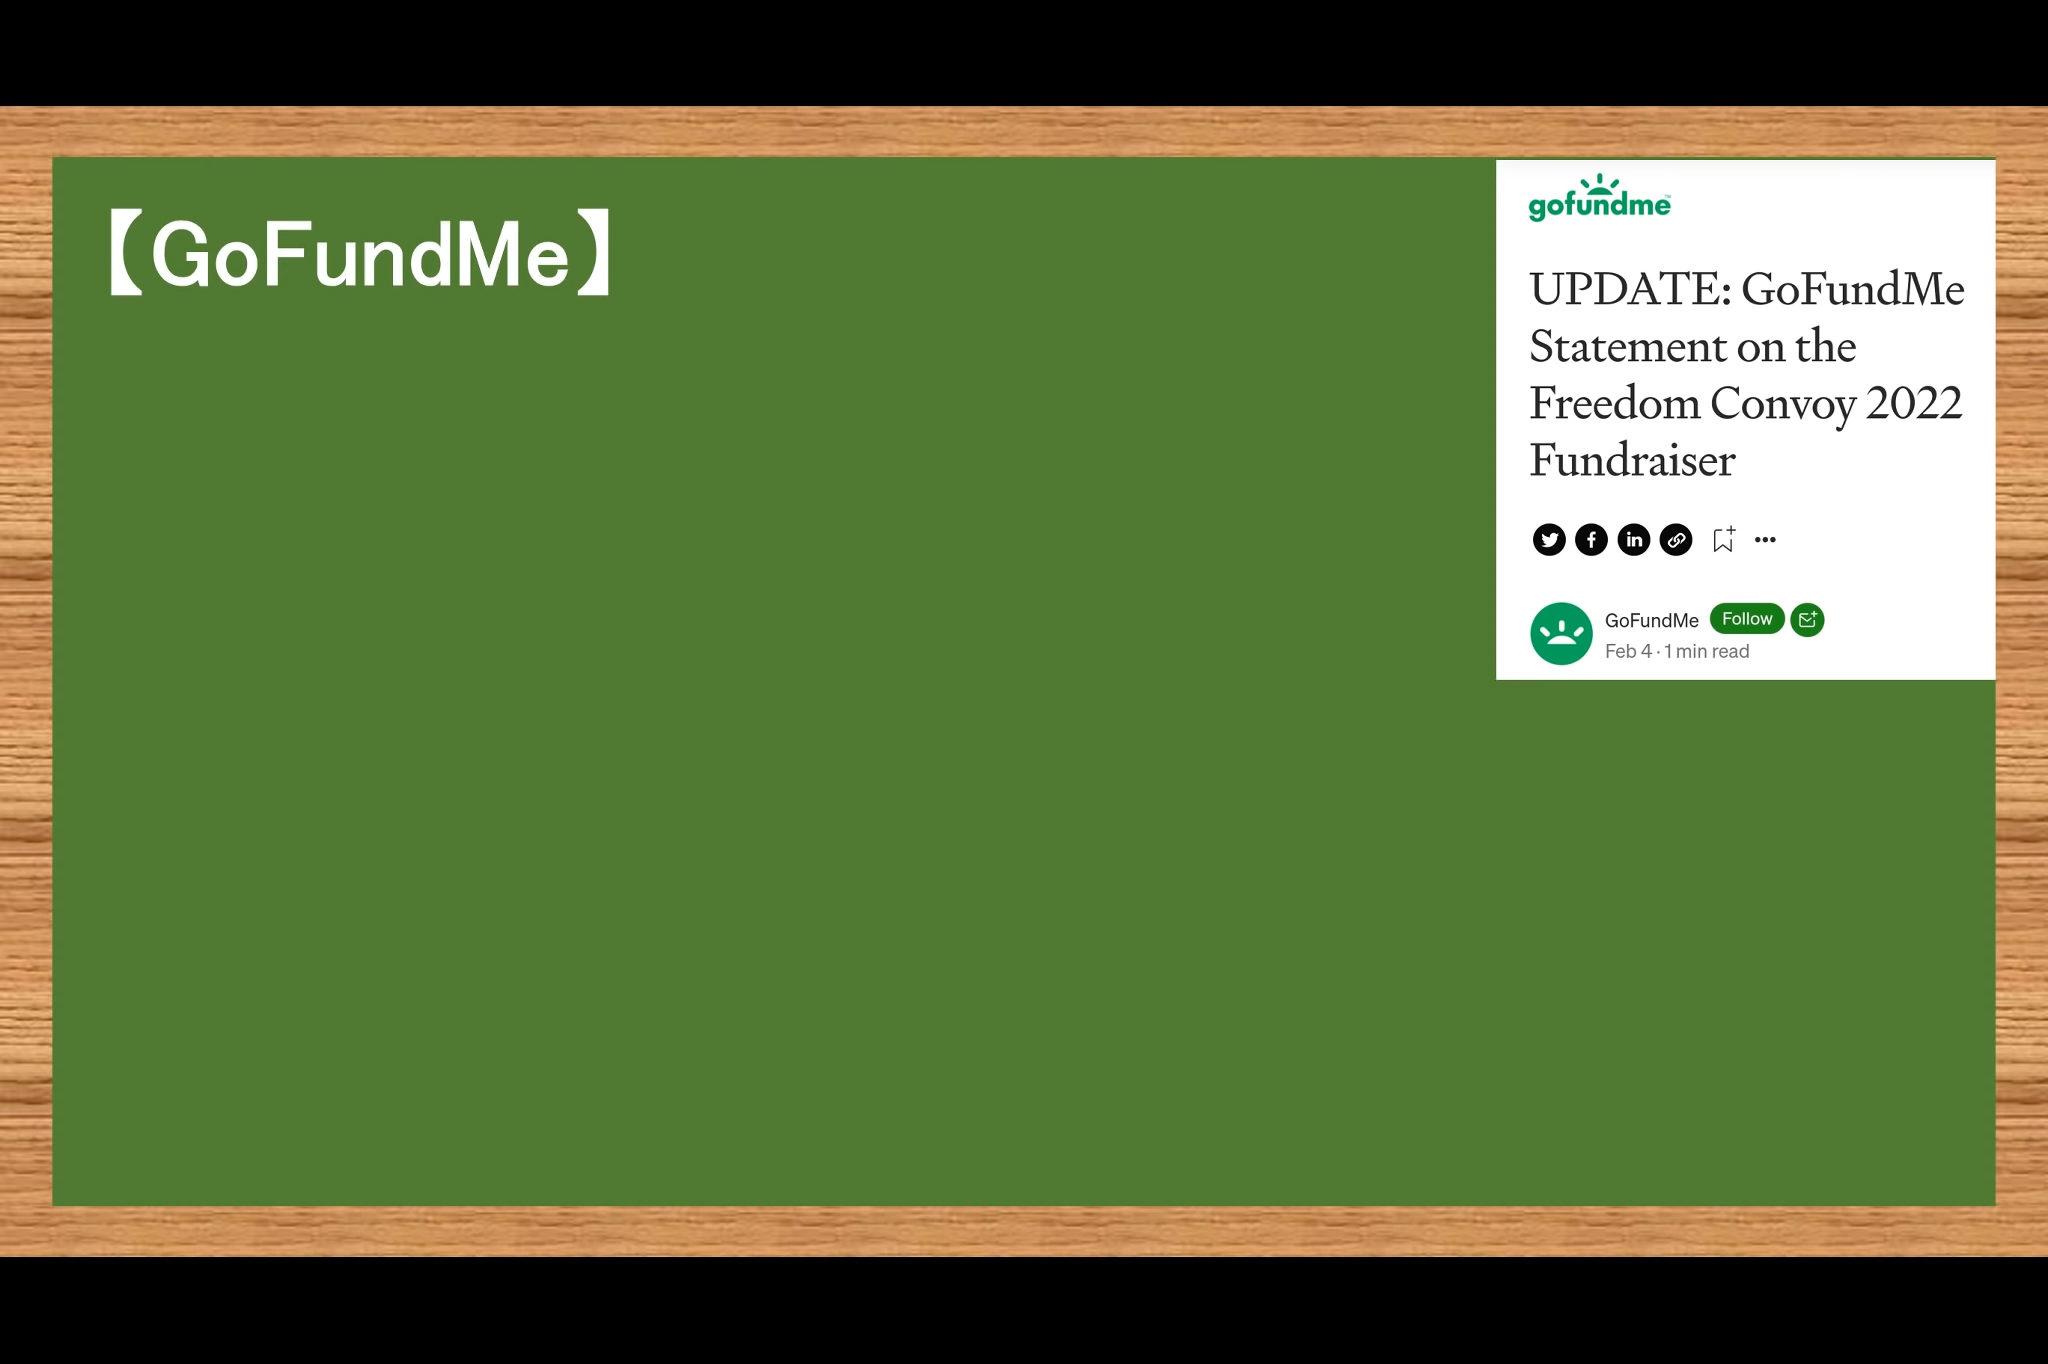 【GoFundMe】
gofundme
UPDATE: GoFundMe
Statement on the
Freedom Convoy 2022
Fundraiser
GoFundMe Follow
Feb 4 · 1 min read